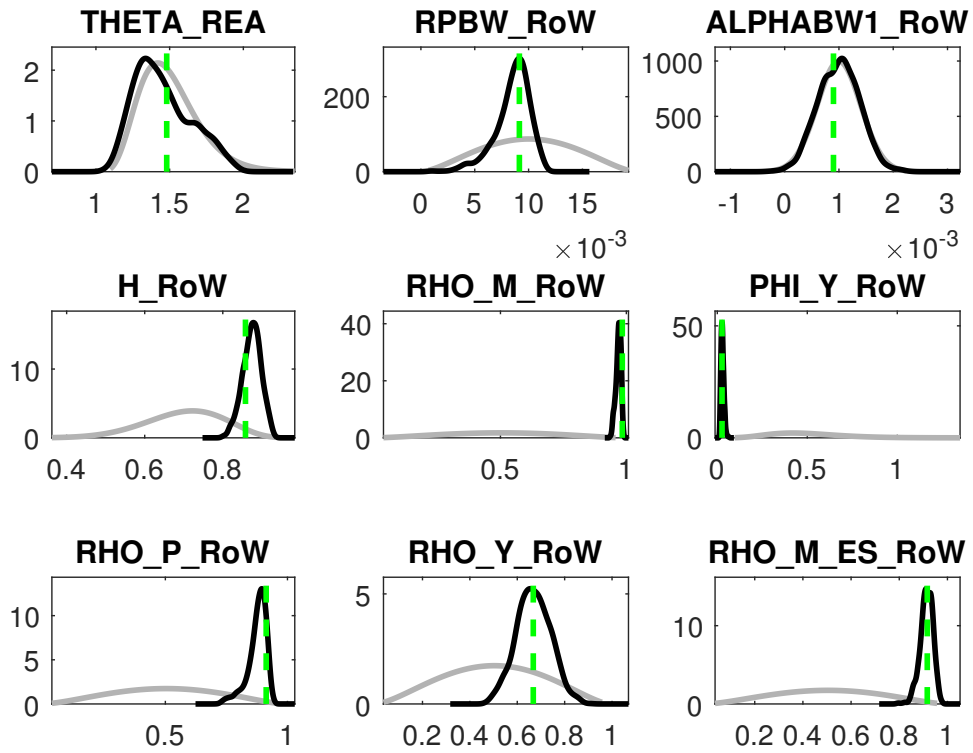 THETA_REA RPBW_RoW ALPHABW1_RoW
2 1 0 200 0 1000 500 0
1 1.5 2 0 5 10 15 -1 0 1 2 3
×10-3 ×10-3
H_RoW RHO_M_RoW PHI_Y_RoW
10 0 40 20 0 50 0
0.4 0.6 0.8 0.5 1 0 1
RHO_P_RoW RHO_Y_RoW RHO_M_ES_RoW
10 5 0 5 0 10 0
0.5 1 0.2 0.4 0.6 0.8 1 0.2 0.4 0.6 0.8 1